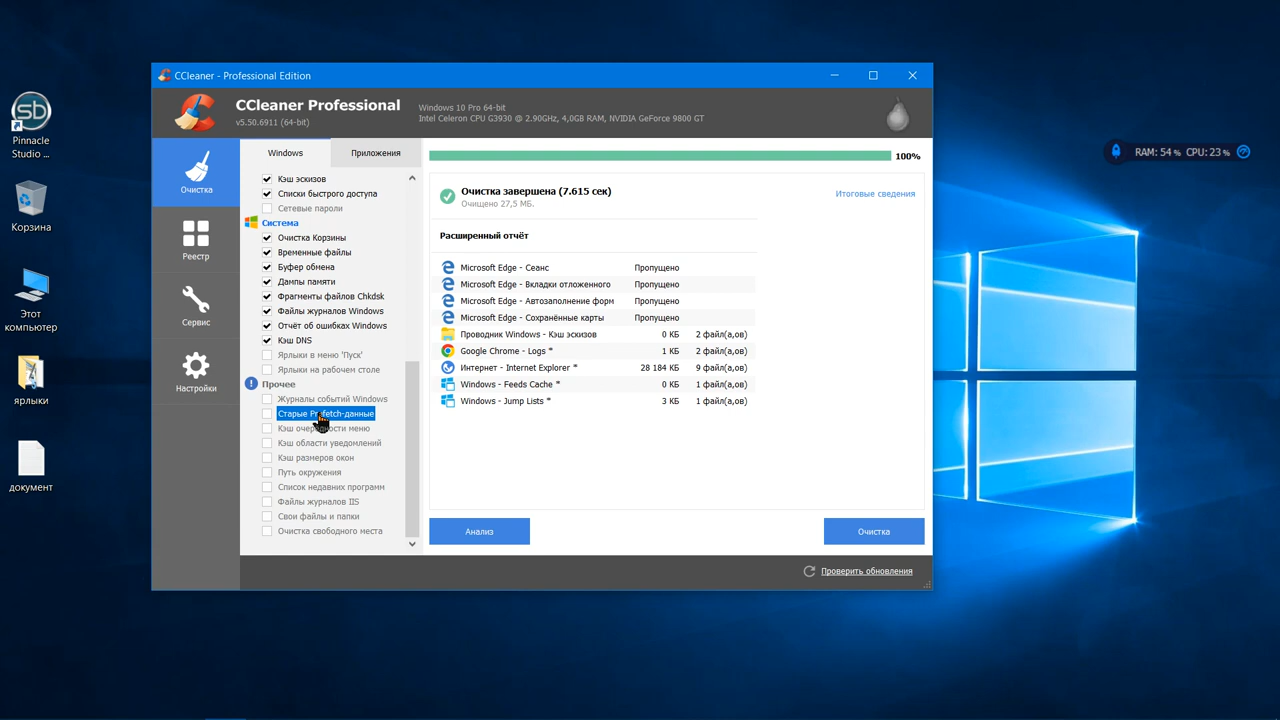 Pinnacle
Studio ...
Корзина
Этот
компьютер
ярлыки
документ
CCleaner - Professional Edition
CCleaner Professional
v5.50.6911 (64-bit)
Windows 10 Pro 64-bit
Intel Celeron CPU G3930 @ 2.90GHz, 4,0GB RAM, NVIDIA GeForce 9800 GT
Очистка
Реестр
Сервис
Настройки
Windows
Приложения
Кэш эскизов
Списки быстрого доступа
Сетевые пароли
Система
Очистка Корзины
Временные файлы
Буфер обмена
Дампы памяти
Фрагменты файлов Chkdsk
Файлы журналов Windows
Отчёт об ошибках Windows
Кэш DNS
Ярлыки в меню 'Пуск'
Ярлыки на рабочем столе
Прочее
Журналы событий Windows
Старые Prefetch-данные
Кэш очерёдности меню
Кэш области уведомлений
Кэш размеров окон
Путь окружения
Список недавних программ
Файлы журналов IIS
Свои файлы и папки
Очистка свободного места
100%
Очистка завершена (7.615 сек)
Очищено 27,5 МБ.
Итоговые сведения
Расширенный отчёт
Microsoft Edge - Сеанс Пропущено
Microsoft Edge - Вкладки отложенного Пропущено
Microsoft Edge - Автозаполнение форм Пропущено
Microsoft Edge - Сохранённые карты Пропущено
Проводник Windows - Кэш эскизов 0 КБ 2 файл(а,ов)
Google Chrome - Logs * 1 КБ 2 файл(а,ов)
Интернет - Internet Explorer * 28 184 КБ 9 файл(а,ов)
Windows - Feeds Cache * 0 КБ 1 файл(а,ов)
Windows - Jump Lists * 3 КБ 1 файл(а,ов)
Анализ
Очистка
Проверить обновления
RAM: 54 % CPU: 23 %